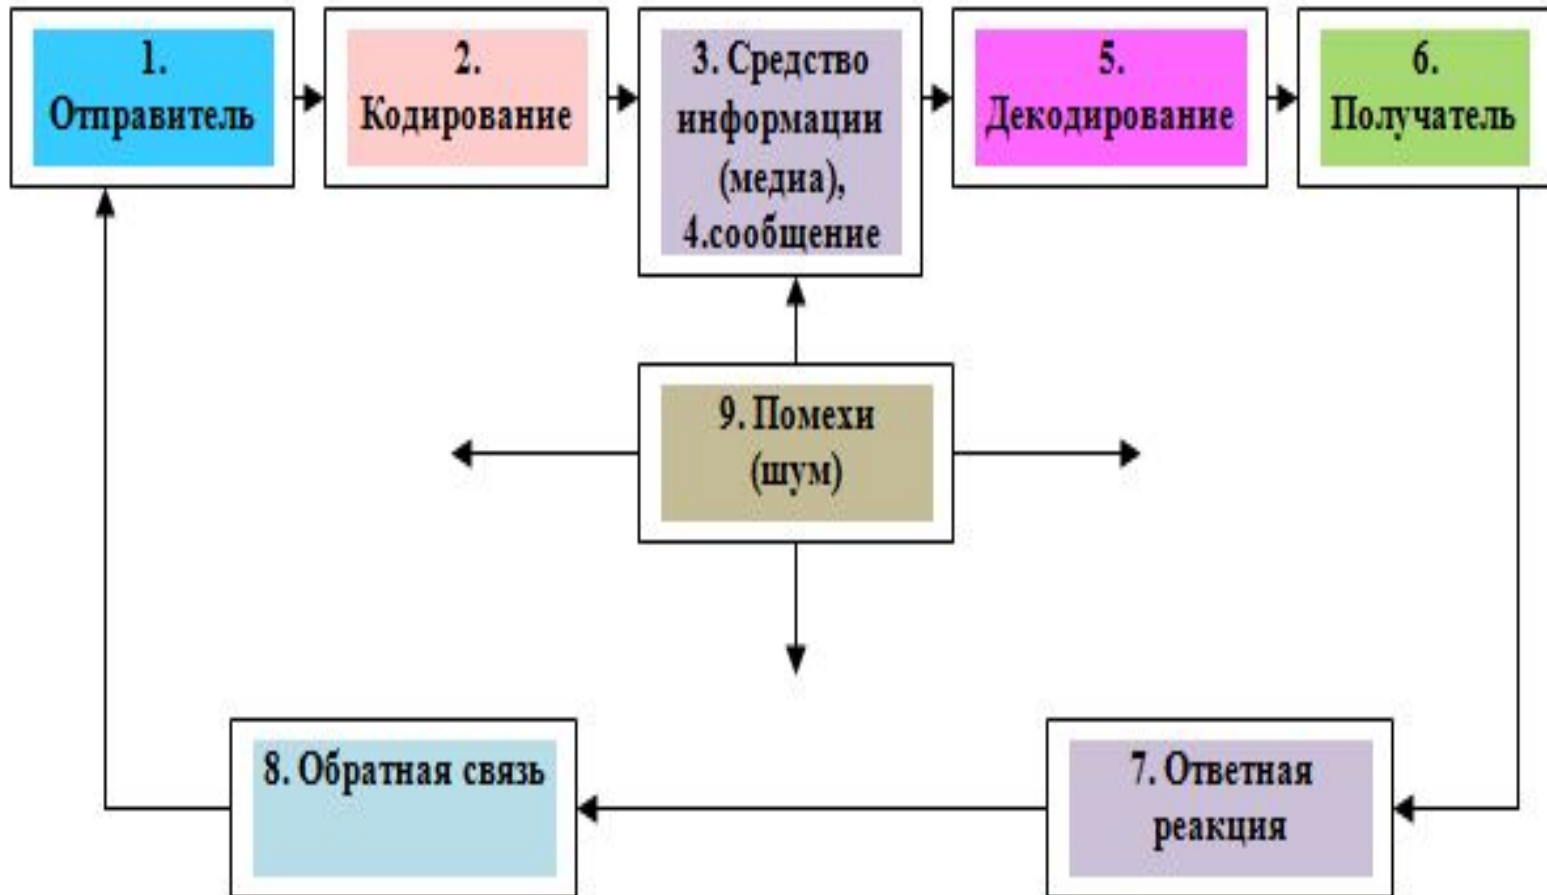 1.
Отправитель
2.
Кодирование
3. Средство
информации
(медиа),
4.сообщение
5.
Декодирование
6.
Получатель
9. Помехи
(шум)
8. Обратная связь
7. Ответная
реакция